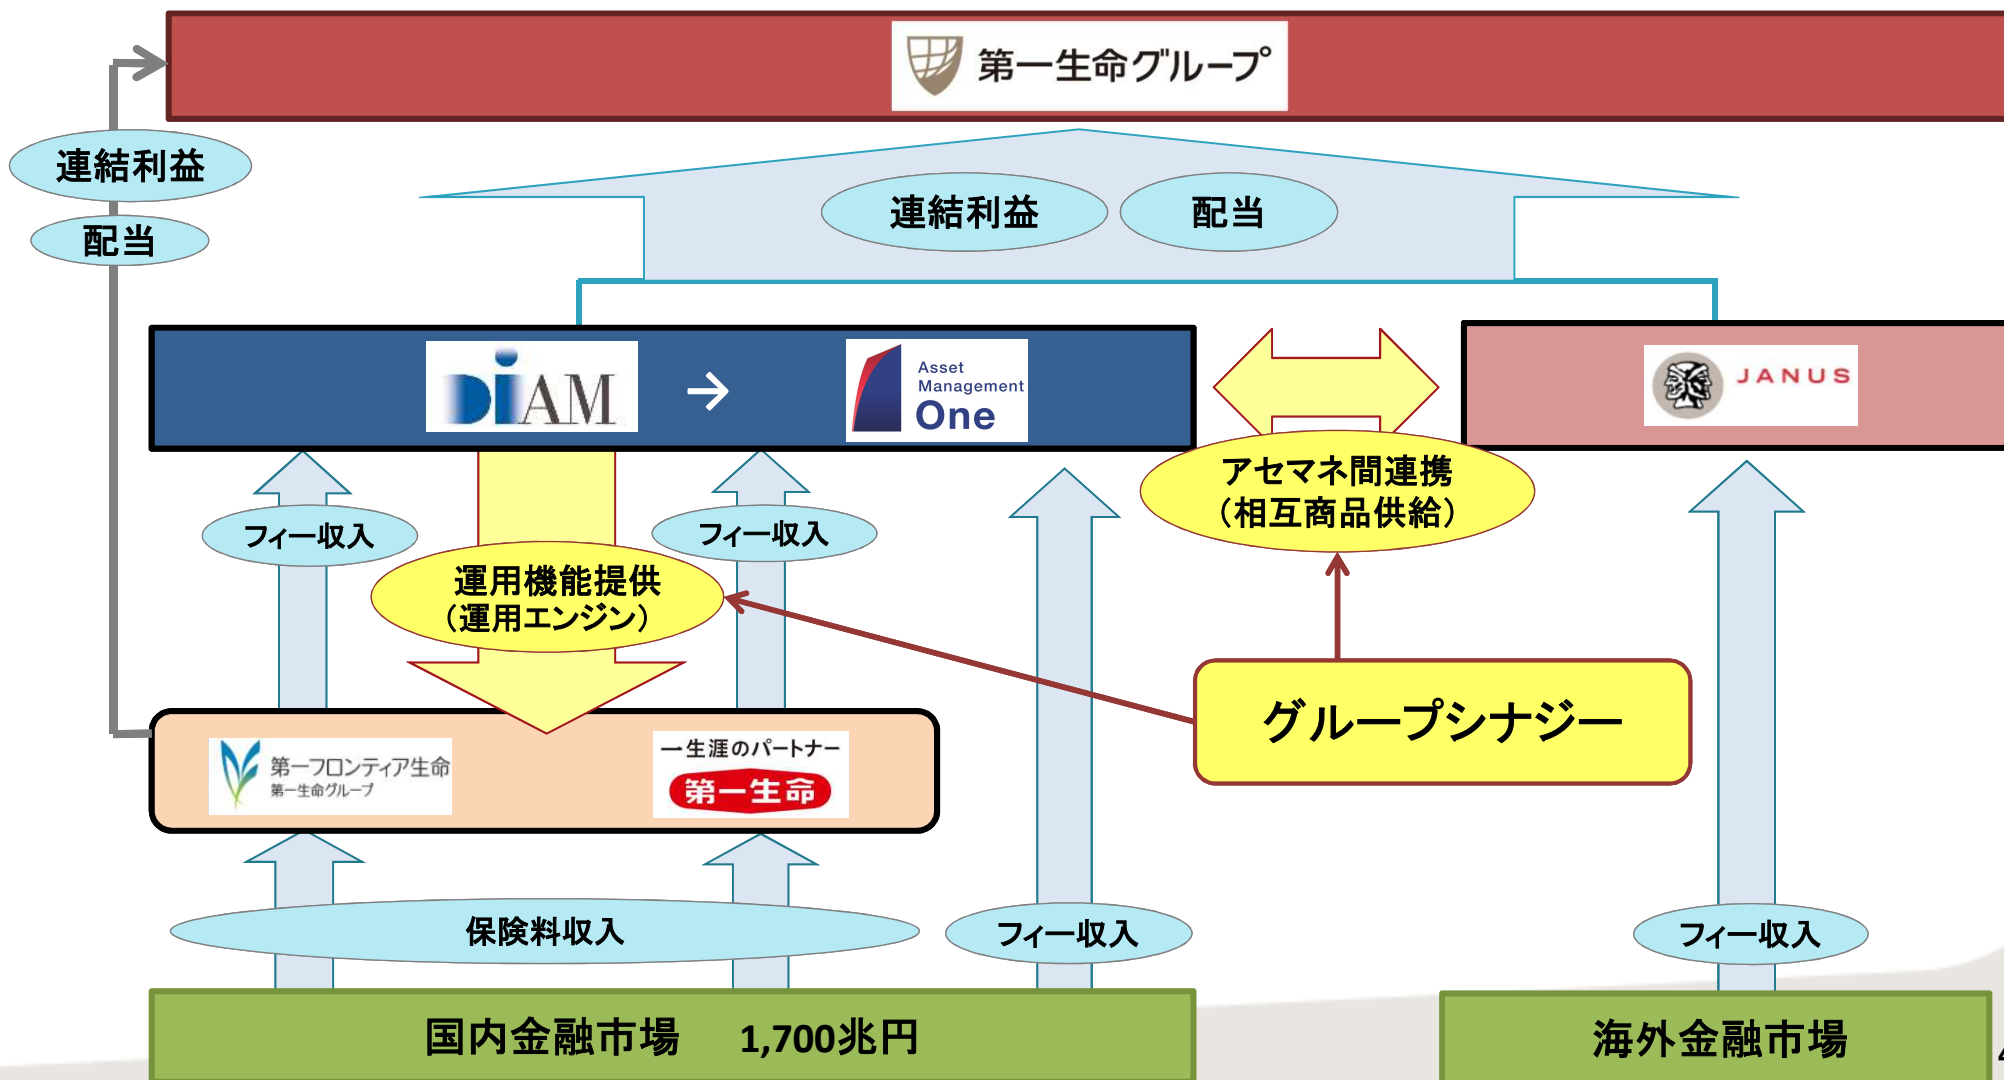 第一生命グループ
連結利益
配当
連結利益
配当
DIAM
→
Asset
Management
One
JANUS
アセマネ間連携
（相互商品供給）
フィー収入
フィー収入
運用機能提供
（運用エンジン）
グループシナジー
第一フロンティア生命
第一生命グループ
一生涯のパートナー
第一生命
保険料収入
フィー収入
フィー収入
国内金融市場 1,700兆円
海外金融市場